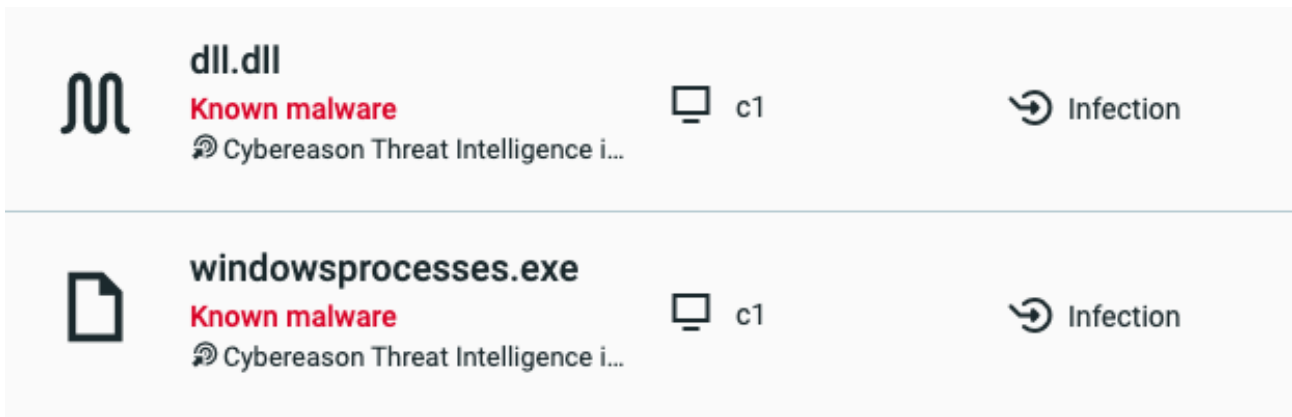 dll.dll
Known malware
Cybereason Threat Intelligence i...
c1
Infection
windowsprocesses.exe
Known malware
Cybereason Threat Intelligence i...
c1
Infection